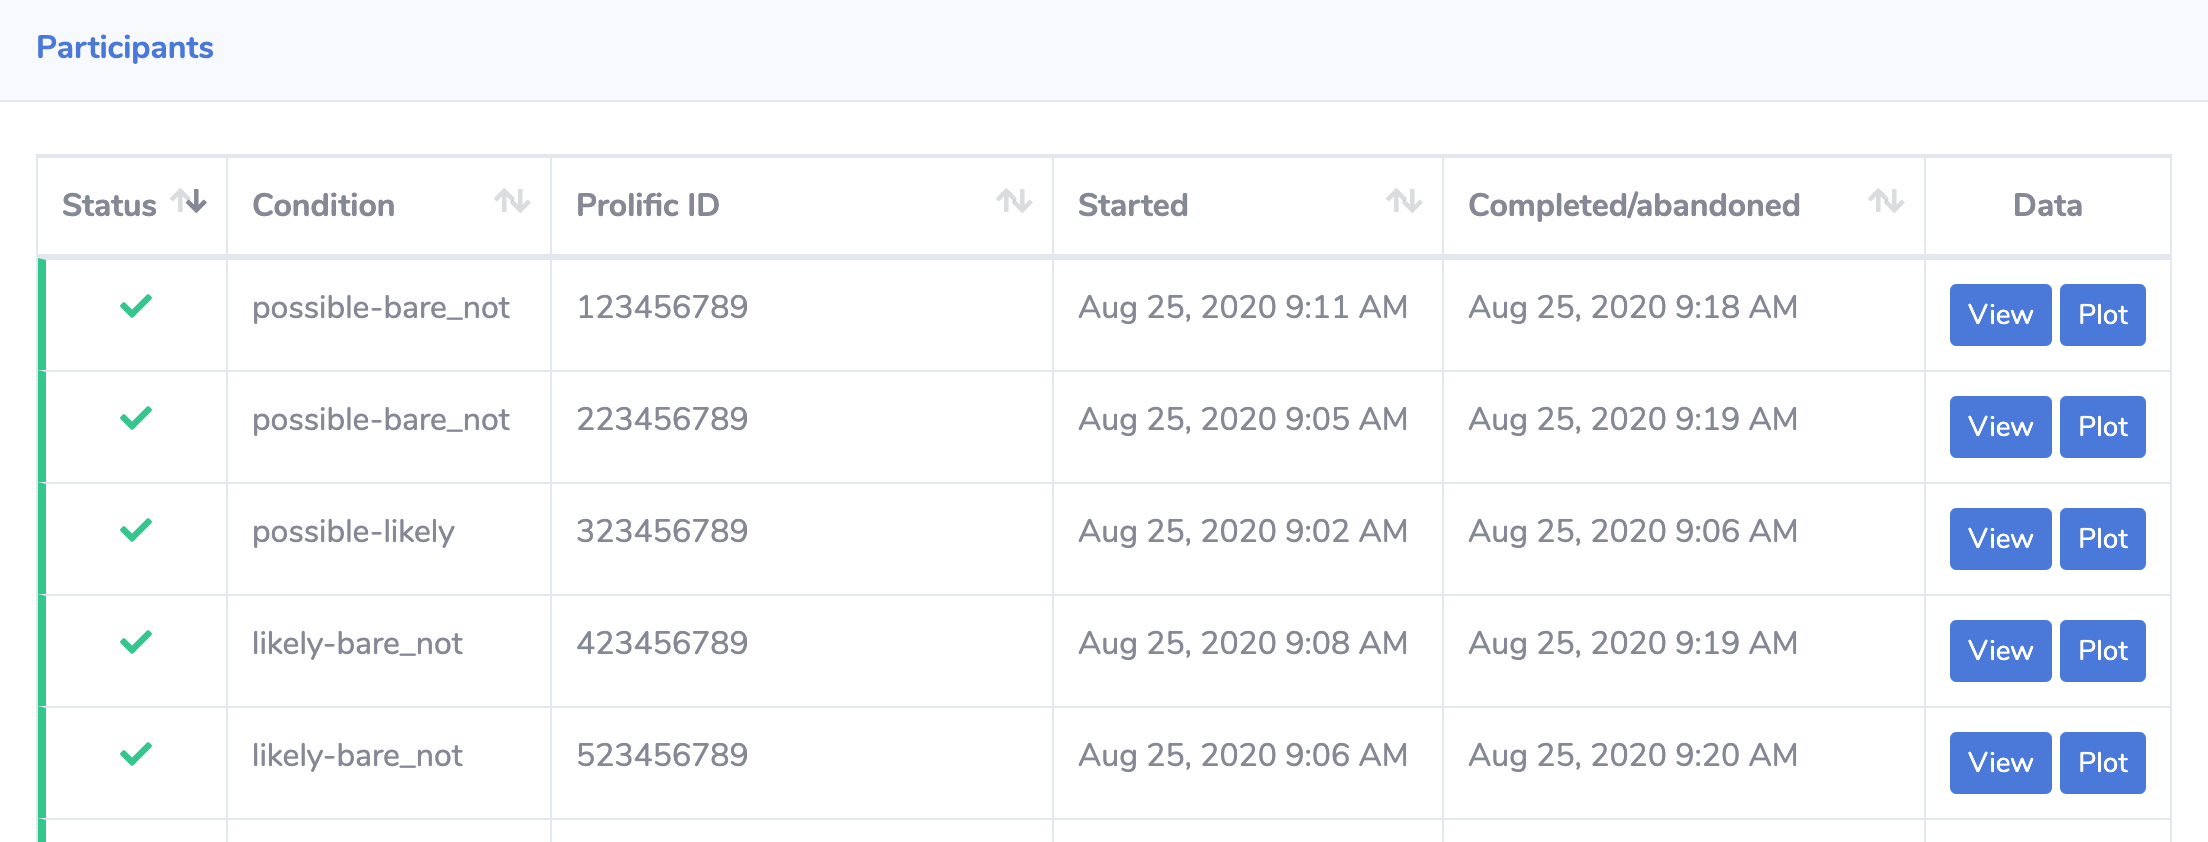 Participants
Status Condition Prolific ID Started Completed/abandoned Data
possible-bare_not 123456789 Aug 25, 2020 9:11 AM Aug 25, 2020 9:18 AM View Plot
possible-bare_not 223456789 Aug 25, 2020 9:05 AM Aug 25, 2020 9:19 AM View Plot
possible-likely 323456789 Aug 25, 2020 9:02 AM Aug 25, 2020 9:06 AM View Plot
likely-bare_not 423456789 Aug 25, 2020 9:08 AM Aug 25, 2020 9:19 AM View Plot
likely-bare_not 523456789 Aug 25, 2020 9:06 AM Aug 25, 2020 9:20 AM View Plot